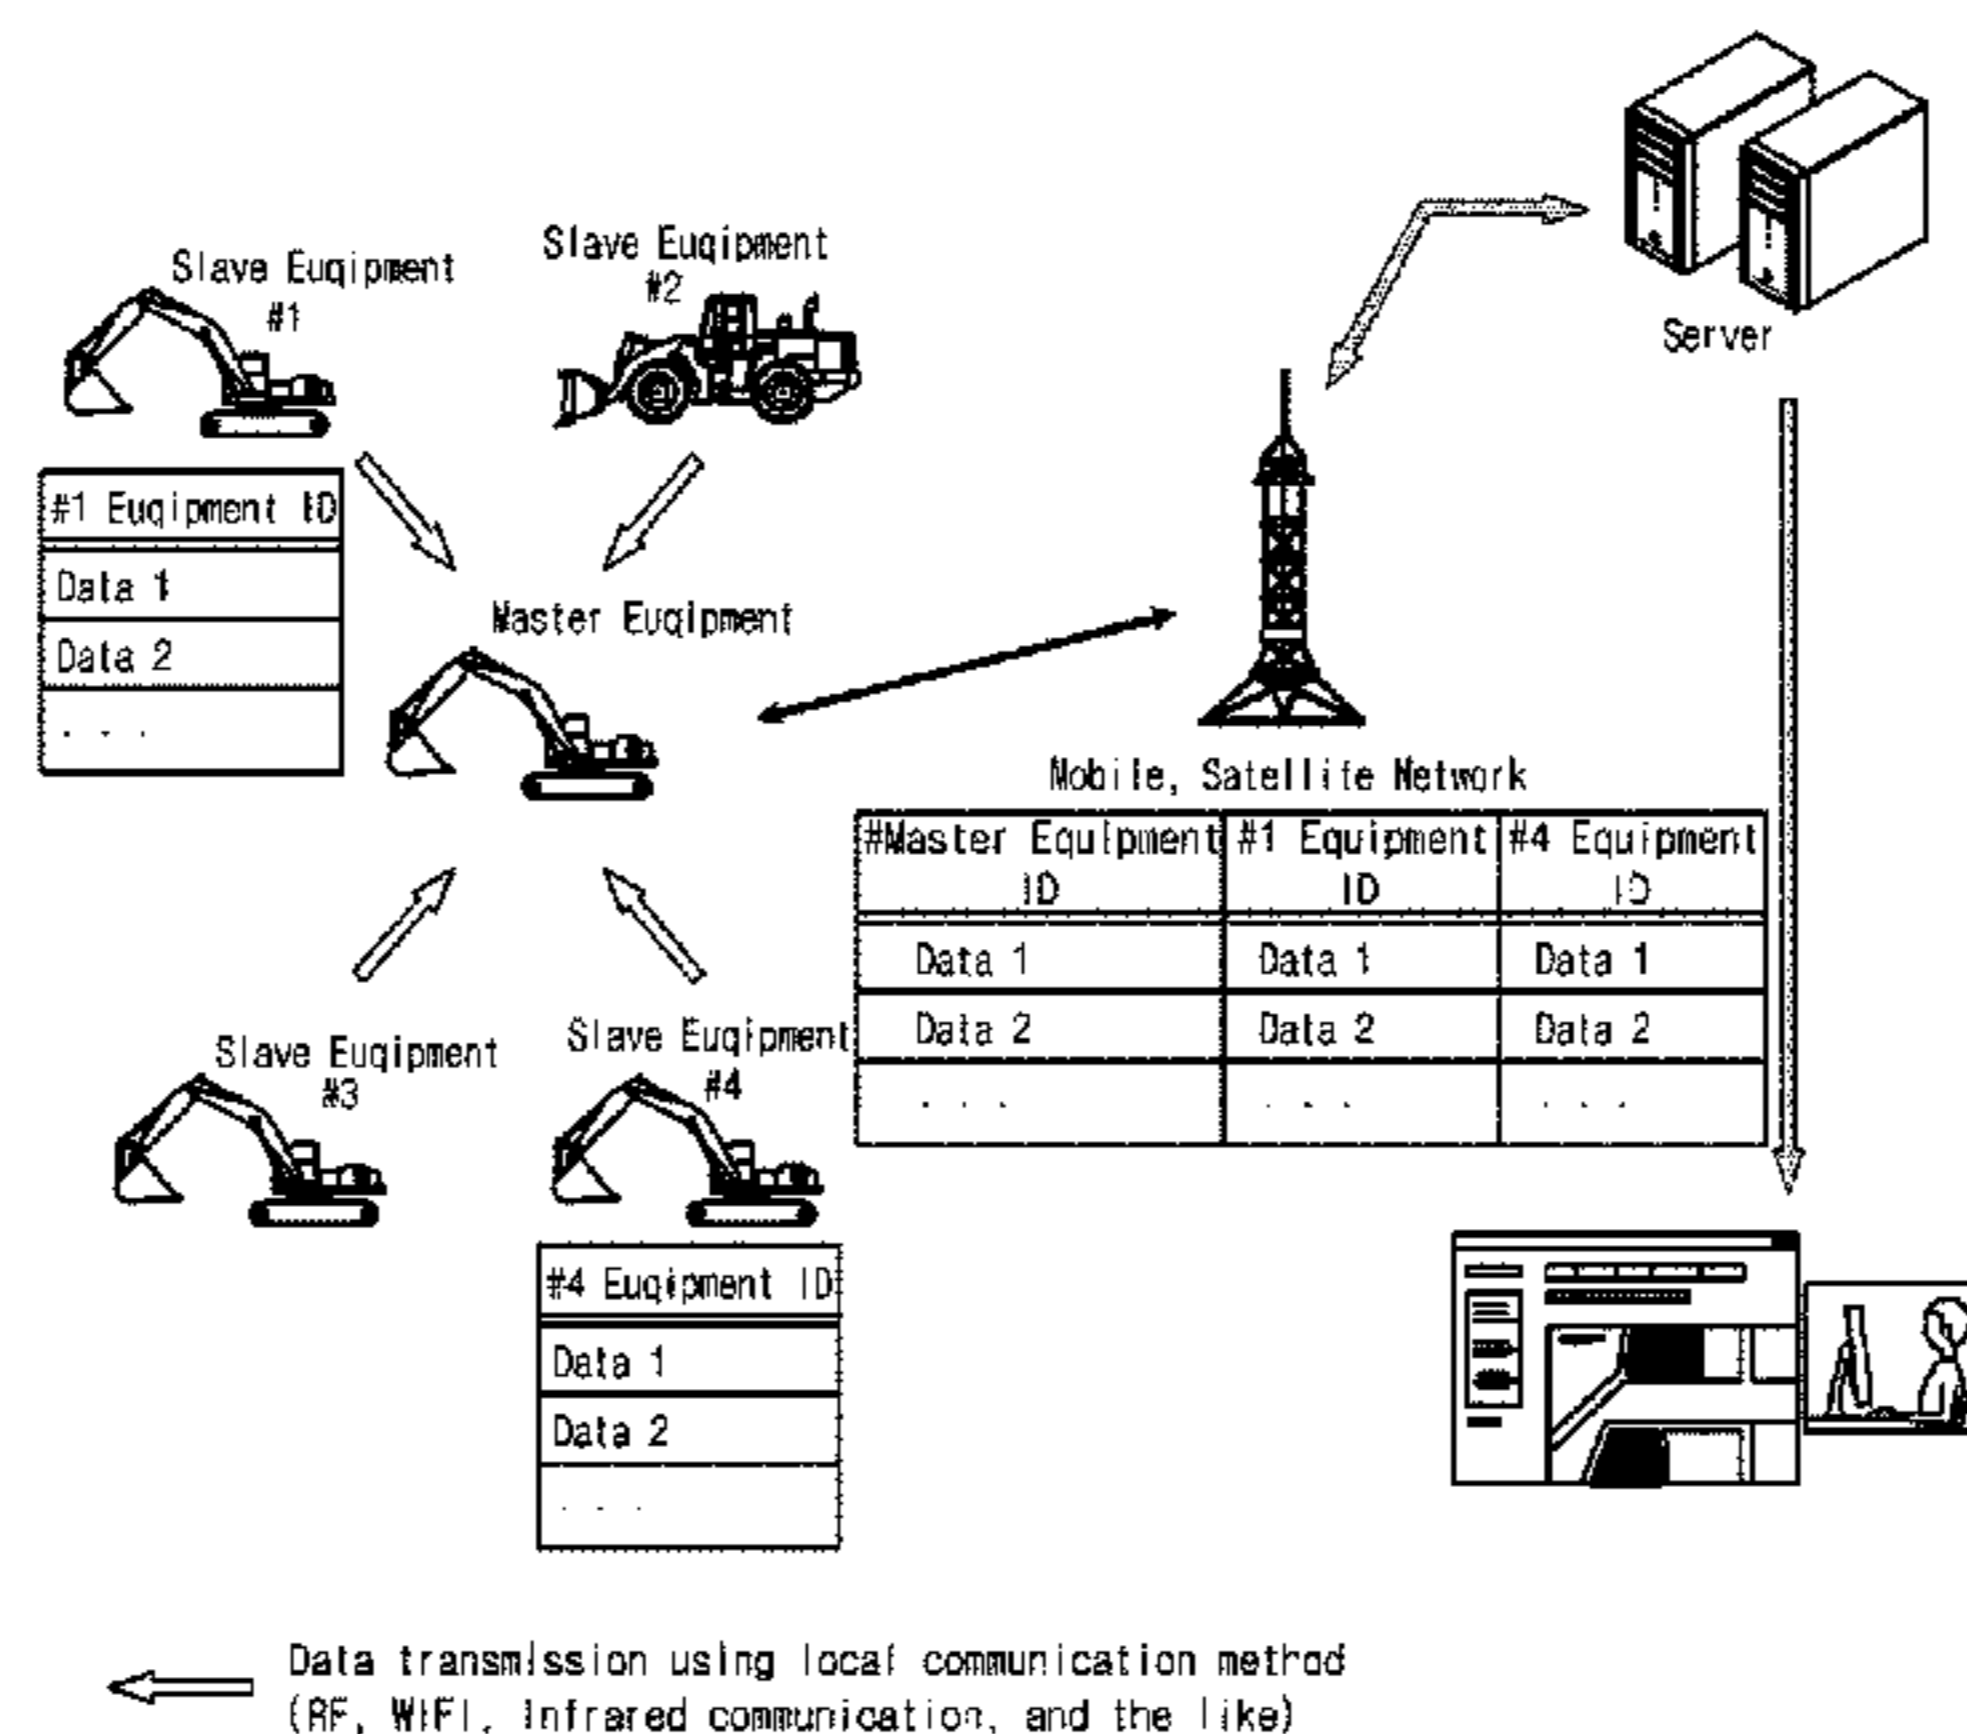 Slave Euqipment
#1
Slave Euqipment
#2
Server
#1 Euqipment ID
Data 1
Data 2
. . .
Master Euqipment
Mobile, Satellite Network
#Master Equipment
ID
#1 Equipment
ID
#4 Equipment
ID
Data 1
Data 1
Data 1
Data 2
Data 2
Data 2
. . .
. . .
. . .
Slave Euqipment
#3
Slave Euqipment
#4
#4 Euqipment ID
Data 1
Data 2
. . .
Data transmission using local communication method
(RF, WIFI, Infrared communication, and the like)